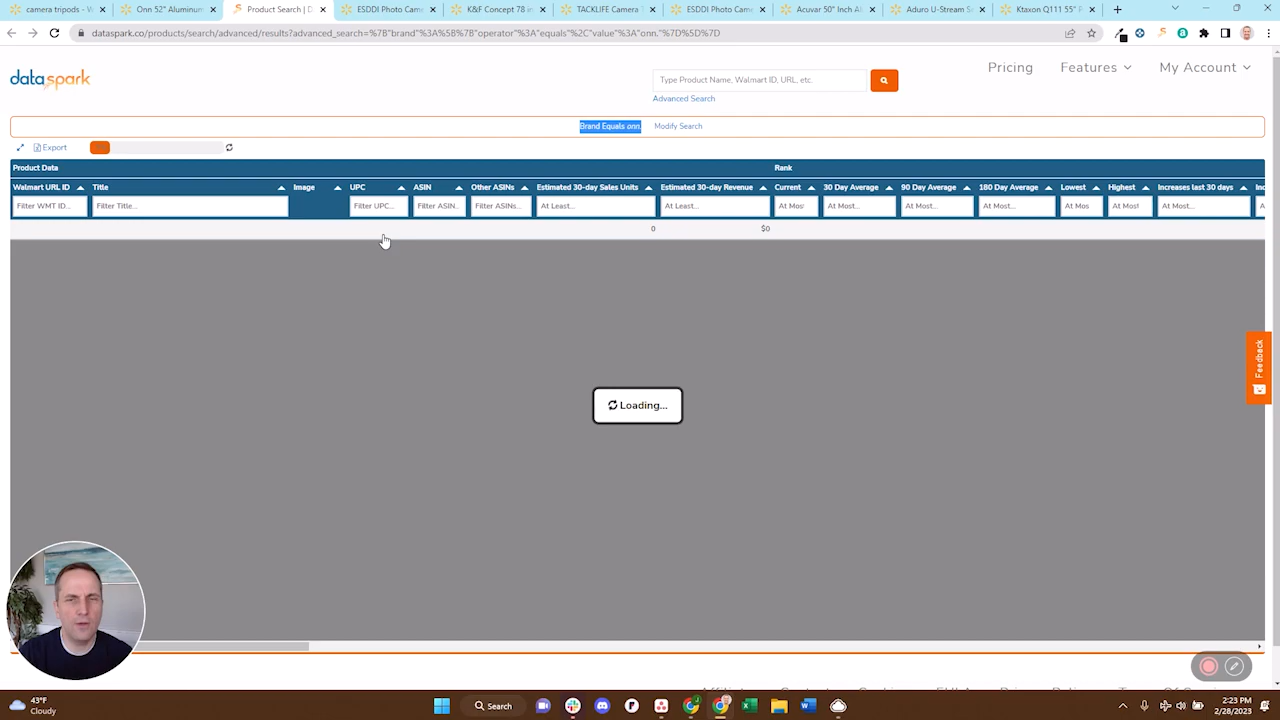 camera tripods - W
Onn 52" Aluminum
Product Search | D
ESDDI Photo Came
K&F Concept 78 in
TACKLIFE Camera
ESDDI Photo Came
Acuvar 50" Inch Al
Aduro U-Stream S
Ktaxon Q111 55" P
dataspark.co/products/search/advanced/results?advanced_search=%7B"brand"%3A%5B%7B"operator"%3A"equals"%2C"value"%3A"onn."%7D%5D%7D
dataspark
Type Product Name, Walmart ID, URL, etc.
Advanced Search
Pricing Features My Account
Brand Equals onn. Modify Search
Export
Product Data Rank
Walmart URL ID Title Image UPC ASIN Other ASINs Estimated 30-day Sales Units Estimated 30-day Revenue Current 30 Day Average 90 Day Average 180 Day Average Lowest Highest Increases last 30 days
Filter WMT ID... Filter Title... Filter UPC... Filter ASIN. Filter ASINs... At Least... At Least... At Mos At Most... At Most... At Most... At Mos At Most At Most...
0 $0
Loading...
Feedback
43°F
Cloudy
Search
2:23 PM
2/28/2023